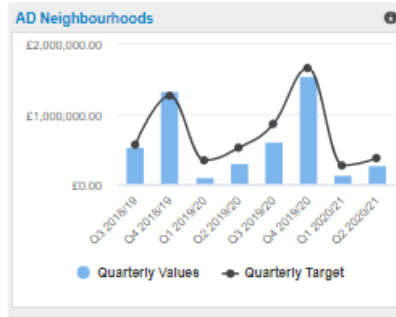 AD Neighbourhoods
£2,000,000.00
£1,000,000.00
£0.00
Q3 2018/19
Q4 2018/19
Q1 2019/20
Q2 2019/20
Q3 2019/20
Q4 2019/20
Q1 2020/21
Q2 2020/21
Quarterly Values
Quarterly Target